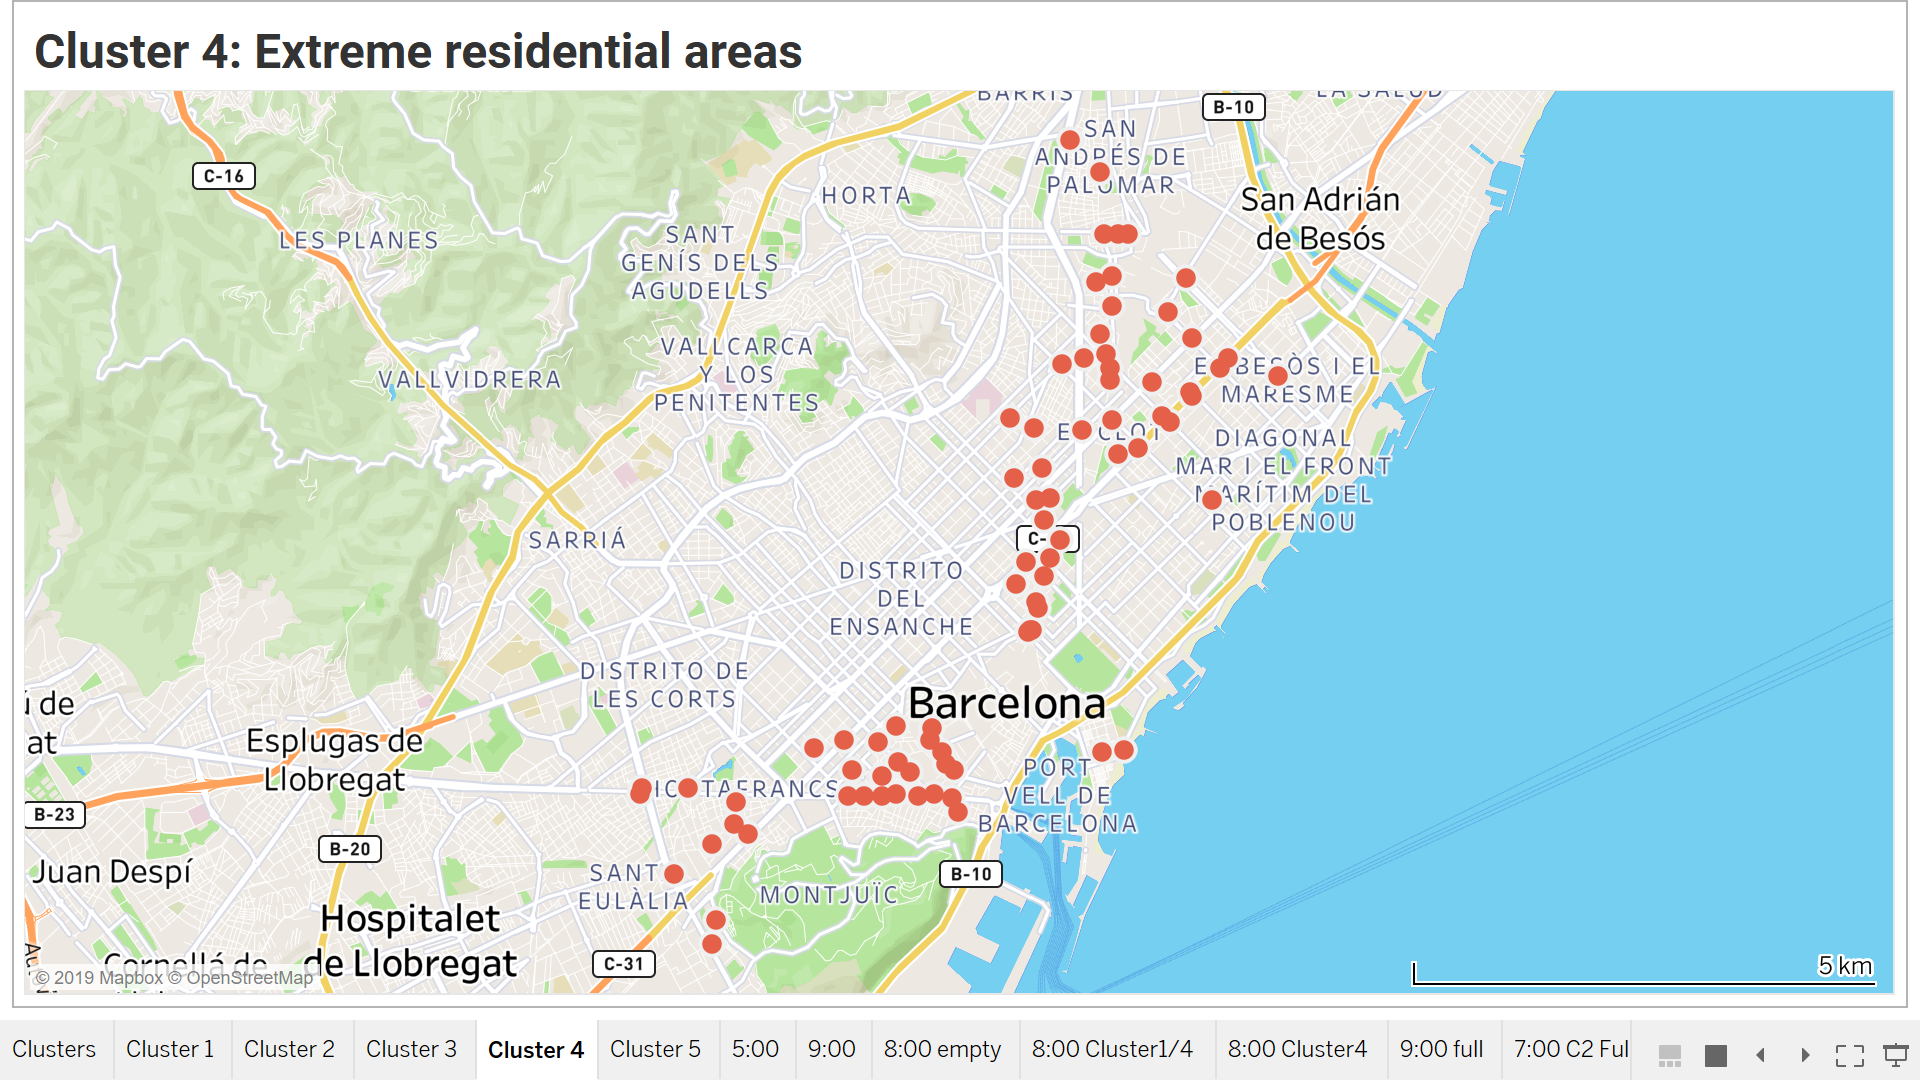 Cluster 4: Extreme residential areas
BARRIS
LA SALUD
B-10
SAN
ANDRÉS DE
PALOMAR
C-16
HORTA
San Adrián
de Besós
LES PLANES
SANT
GENÍS DELS
AGUDELLS
VALLCARCA
Y LOS
PENITENTES
VALLVIDRERA
BESÒS I EL
MARESME
CLOT
DIAGONAL
MAR I EL FRONT
MARÍTIM DEL
POBLENOU
SARRIÁ
C-
DISTRITO
DEL
ENSANCHE
DISTRITO DE
LES CORTS
Barcelona
de
at
Esplugas de
Llobregat
PORT
VELL DE
BARCELONA
TAFRANCS
B-23
B-20
Juan Despí
SANT
EULÀLIA
MONTJUÏC
B-10
Hospitalet
de Llobregat
Cornellá de
C-31
5 km
© 2019 Mapbox © OpenStreetMap
Clusters
Cluster 1
Cluster 2
Cluster 3
Cluster 4
Cluster 5
5:00
9:00
8:00 empty
8:00 Cluster1/4
8:00 Cluster4
9:00 full
7:00 C2 Ful